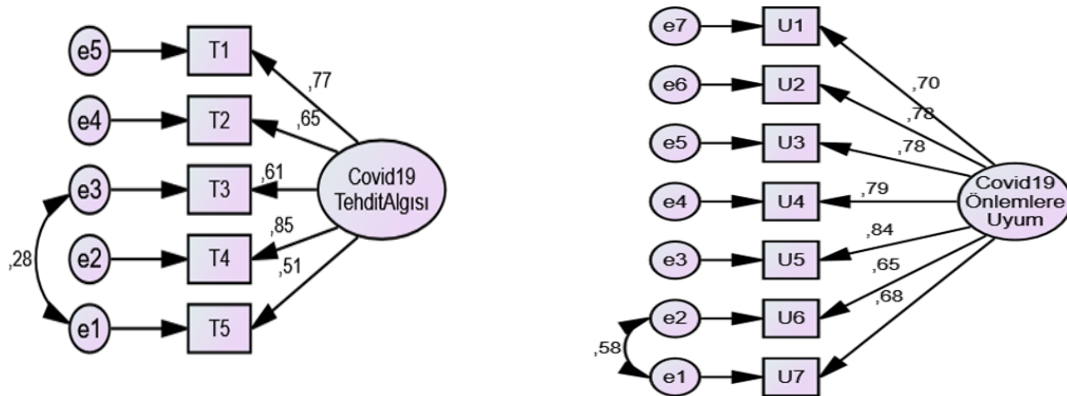 e5
T1
,77
e4
T2
,65
e3
T3
,61
Covid19
TehditAlgısı
,85
e2
T4
,51
,28
e1
T5
e7
U1
,70
e6
U2
,78
e5
U3
,78
e4
U4
,79
Covid19
Önlemlere
Uyum
e3
U5
,84
,65
e2
U6
,68
,58
e1
U7